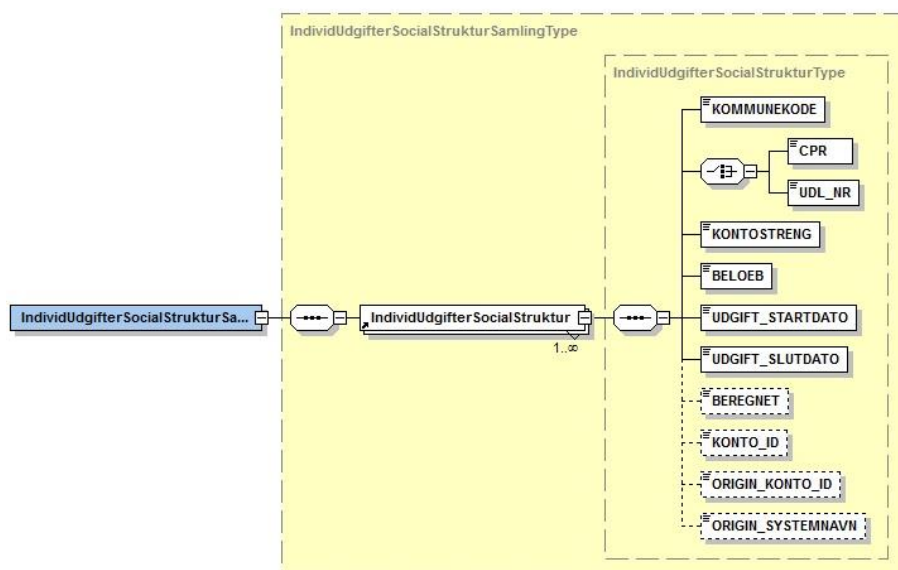 IndividUdgifterSocialStrukturSamlingType
IndividUdgifterSocialStrukturType
KOMMUNEKODE
CPR
UDL_NR
KONTOSTRENG
BELOEB
IndividUdgifterSocialStrukturSa...
IndividUdgifterSocialStruktur
1..∞
UDGIFT_STARTDATO
UDGIFT_SLUTDATO
BEREGNET
KONTO_ID
ORIGIN_KONTO_ID
ORIGIN_SYSTEMNAVN